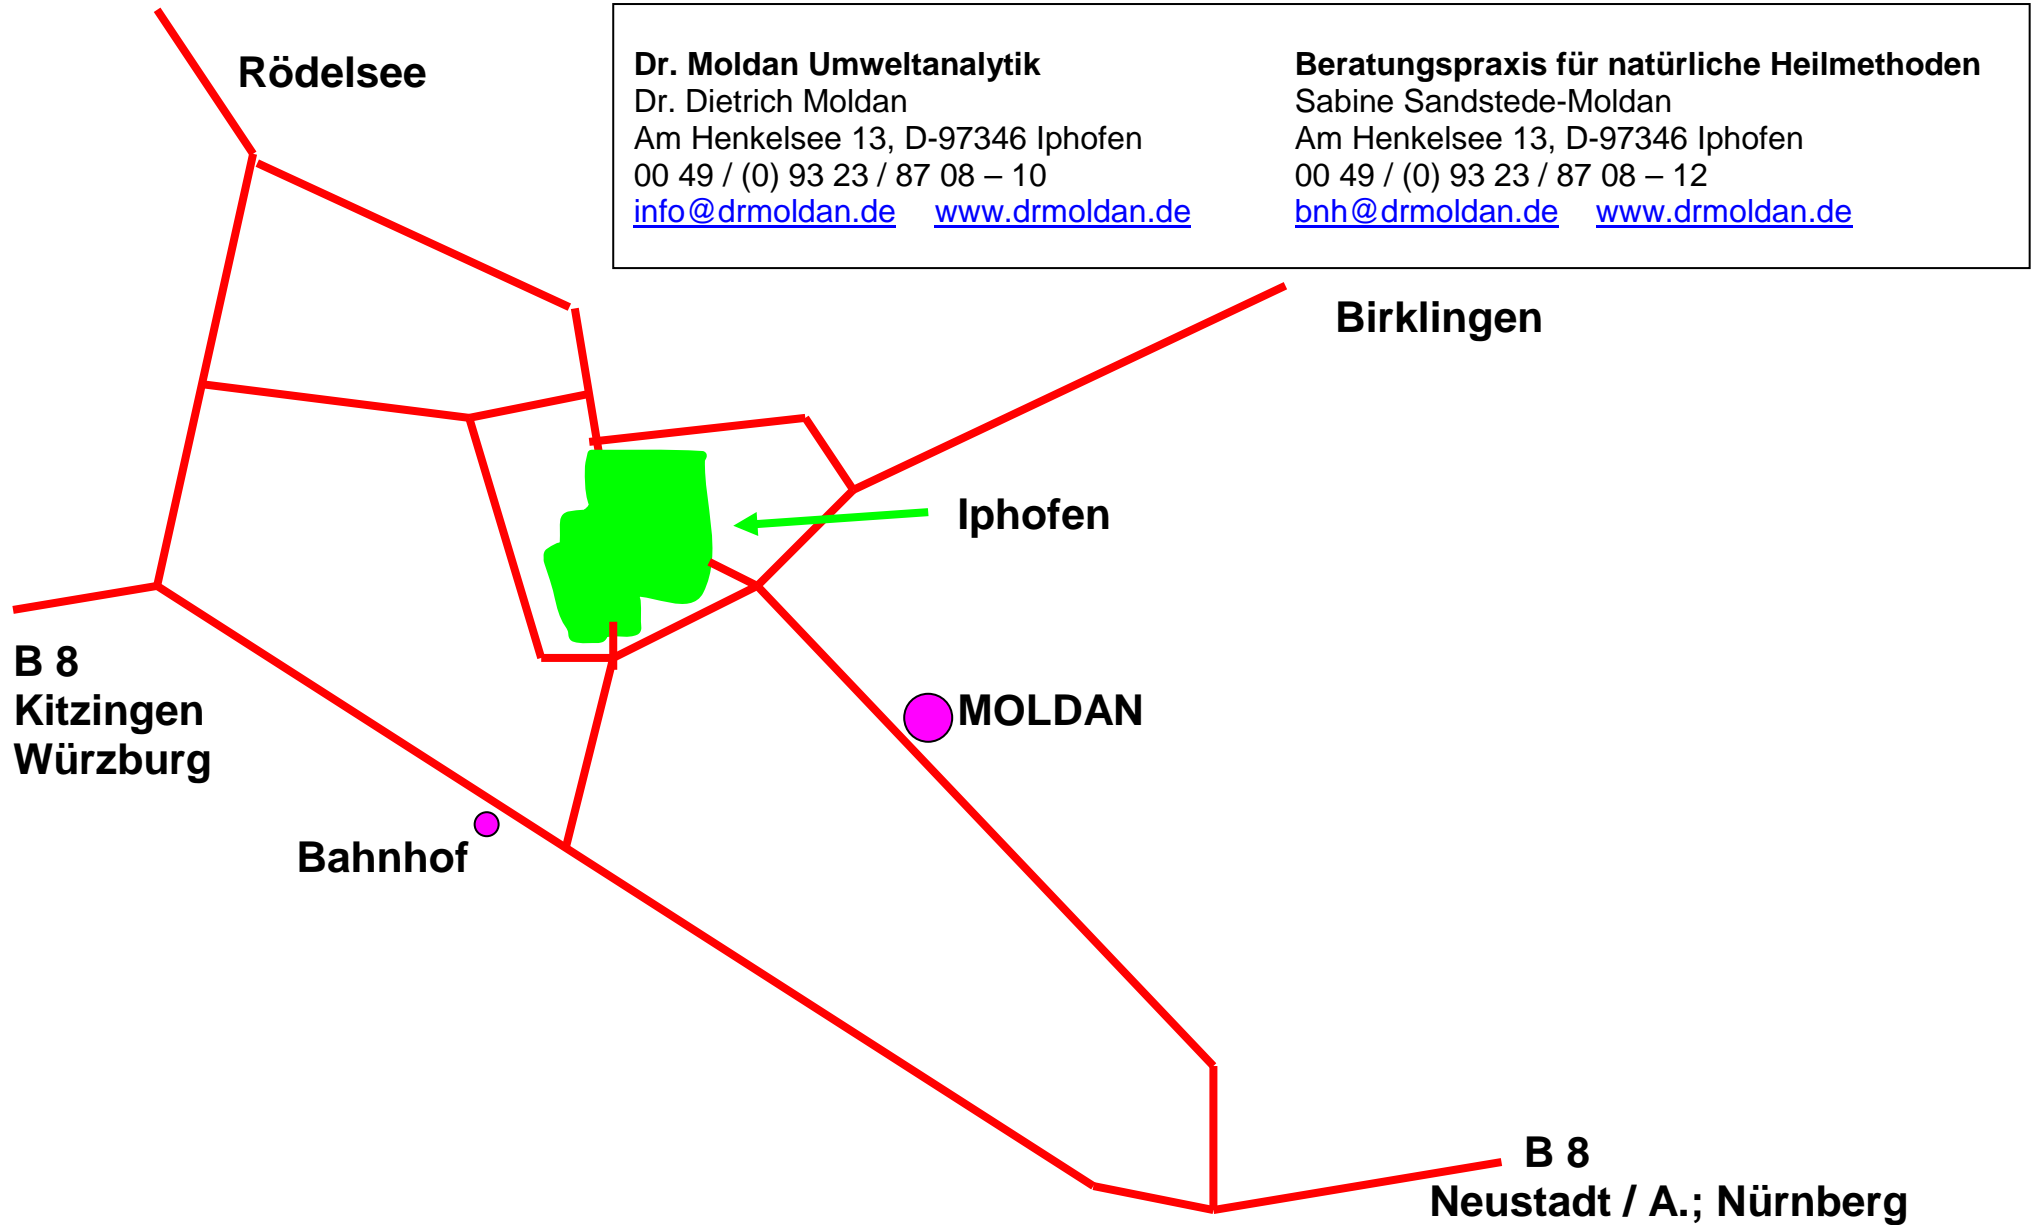 Rödelsee
Dr. Moldan Umweltanalytik
Dr. Dietrich Moldan
Am Henkelsee 13, D-97346 Iphofen
00 49 / (0) 93 23 / 87 08 – 10
info@drmoldan.de www.drmoldan.de
Beratungspraxis für natürliche Heilmethoden
Sabine Sandstede-Moldan
Am Henkelsee 13, D-97346 Iphofen
00 49 / (0) 93 23 / 87 08 – 12
bnh@drmoldan.de www.drmoldan.de
Birklingen
Iphofen
B 8
Kitzingen
Würzburg
MOLDAN
Bahnhof
B 8
Neustadt / A.; Nürnberg